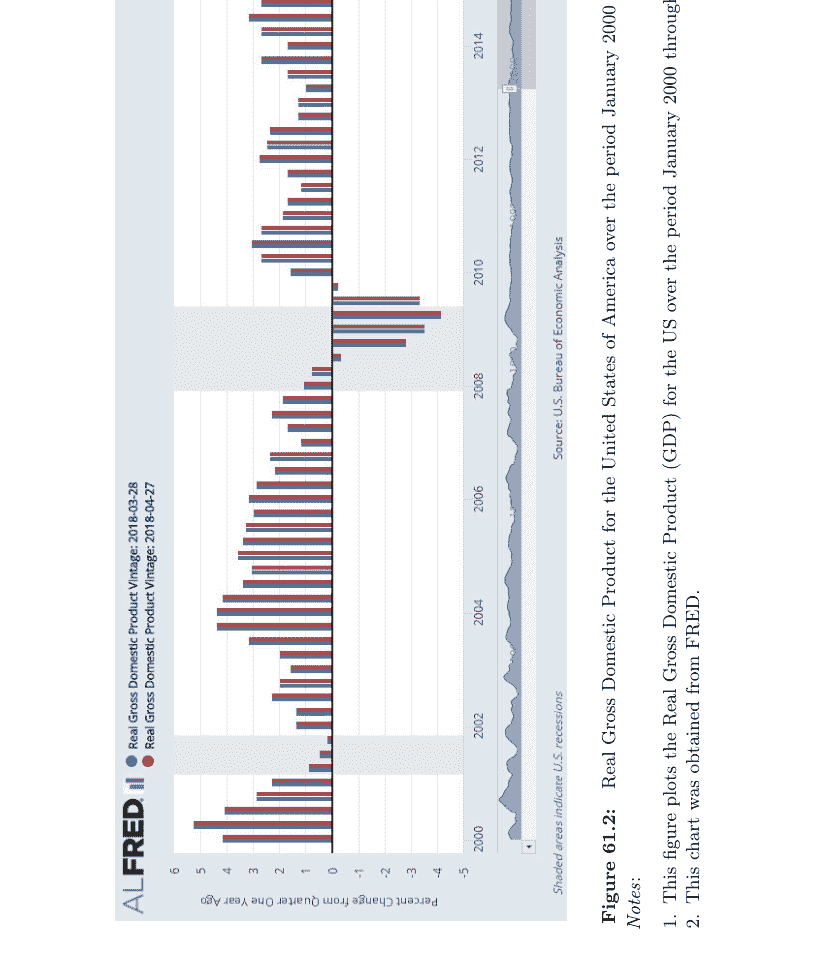 ALFRED
Real Gross Domestic Product Vintage: 2018-03-28
Real Gross Domestic Product Vintage: 2018-04-27
Percent Change from Quarter One Year Ago
6
5
4
3
2
1
0
-1
-2
-3
-4
-5
2000 2002 2004 2006 2008 2010 2012 2014
Shaded areas indicate U.S. recessions Source: U.S. Bureau of Economic Analysis
Figure 61.2: Real Gross Domestic Product for the United States of America over the period January 2000
Notes:
1. This figure plots the Real Gross Domestic Product (GDP) for the US over the period January 2000 throug
2. This chart was obtained from FRED.